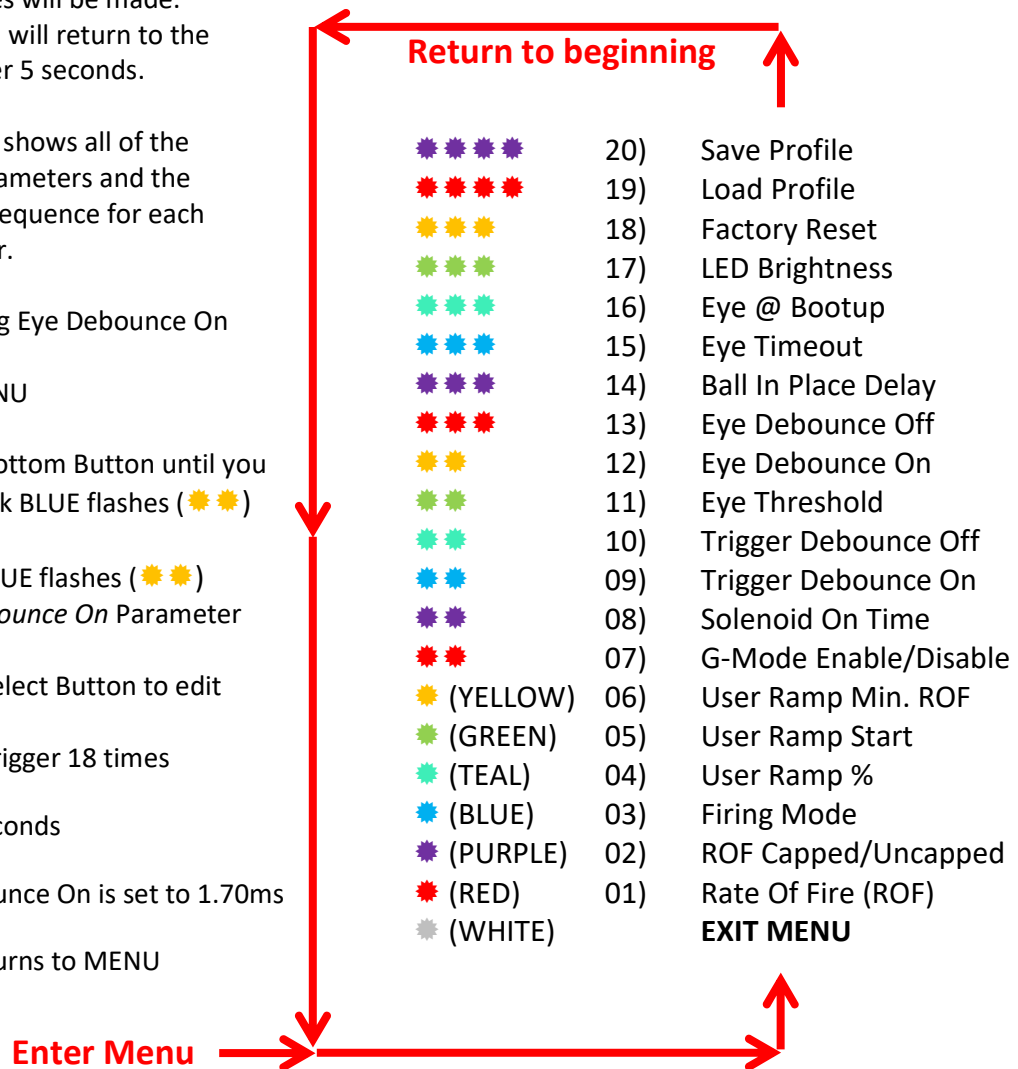 es will be made.
will return to the
er 5 seconds.
shows all of the
ameters and the
equence for each
r.
g Eye Debounce On
NU
ottom Button until you
k BLUE flashes ( )
UE flashes ( )
ounce On Parameter
elect Button to edit
rigger 18 times
conds
unce On is set to 1.70ms
urns to MENU
Enter Menu
Return to beginning
20) Save Profile
19) Load Profile
18) Factory Reset
17) LED Brightness
16) Eye @ Bootup
15) Eye Timeout
14) Ball In Place Delay
13) Eye Debounce Off
12) Eye Debounce On
11) Eye Threshold
10) Trigger Debounce Off
09) Trigger Debounce On
08) Solenoid On Time
07) G-Mode Enable/Disable
(YELLOW) 06) User Ramp Min. ROF
(GREEN) 05) User Ramp Start
(TEAL) 04) User Ramp %
(BLUE) 03) Firing Mode
(PURPLE) 02) ROF Capped/Uncapped
(RED) 01) Rate Of Fire (ROF)
(WHITE) EXIT MENU